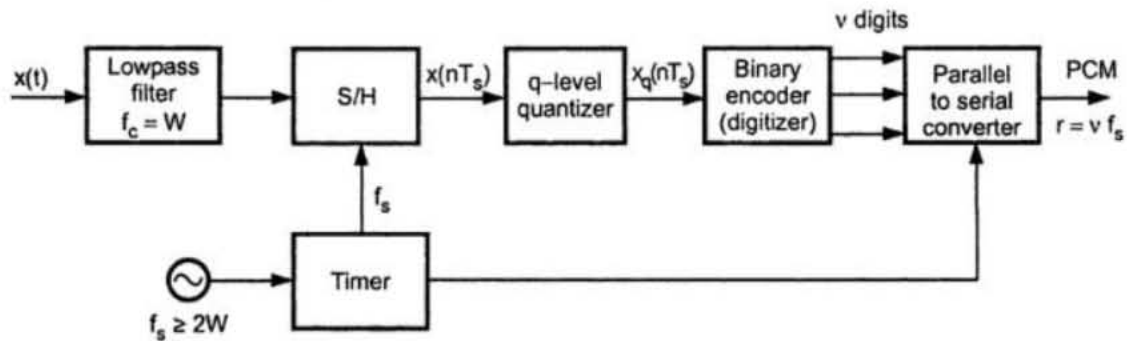 ν digits
x(t)
Lowpass
filter
f_c = W
S/H
x(nT_s)
q-level
quantizer
x_q(nT_s)
Binary
encoder
(digitizer)
Parallel
to serial
converter
PCM
r = ν f_s
f_s
Timer
f_s ≥ 2W